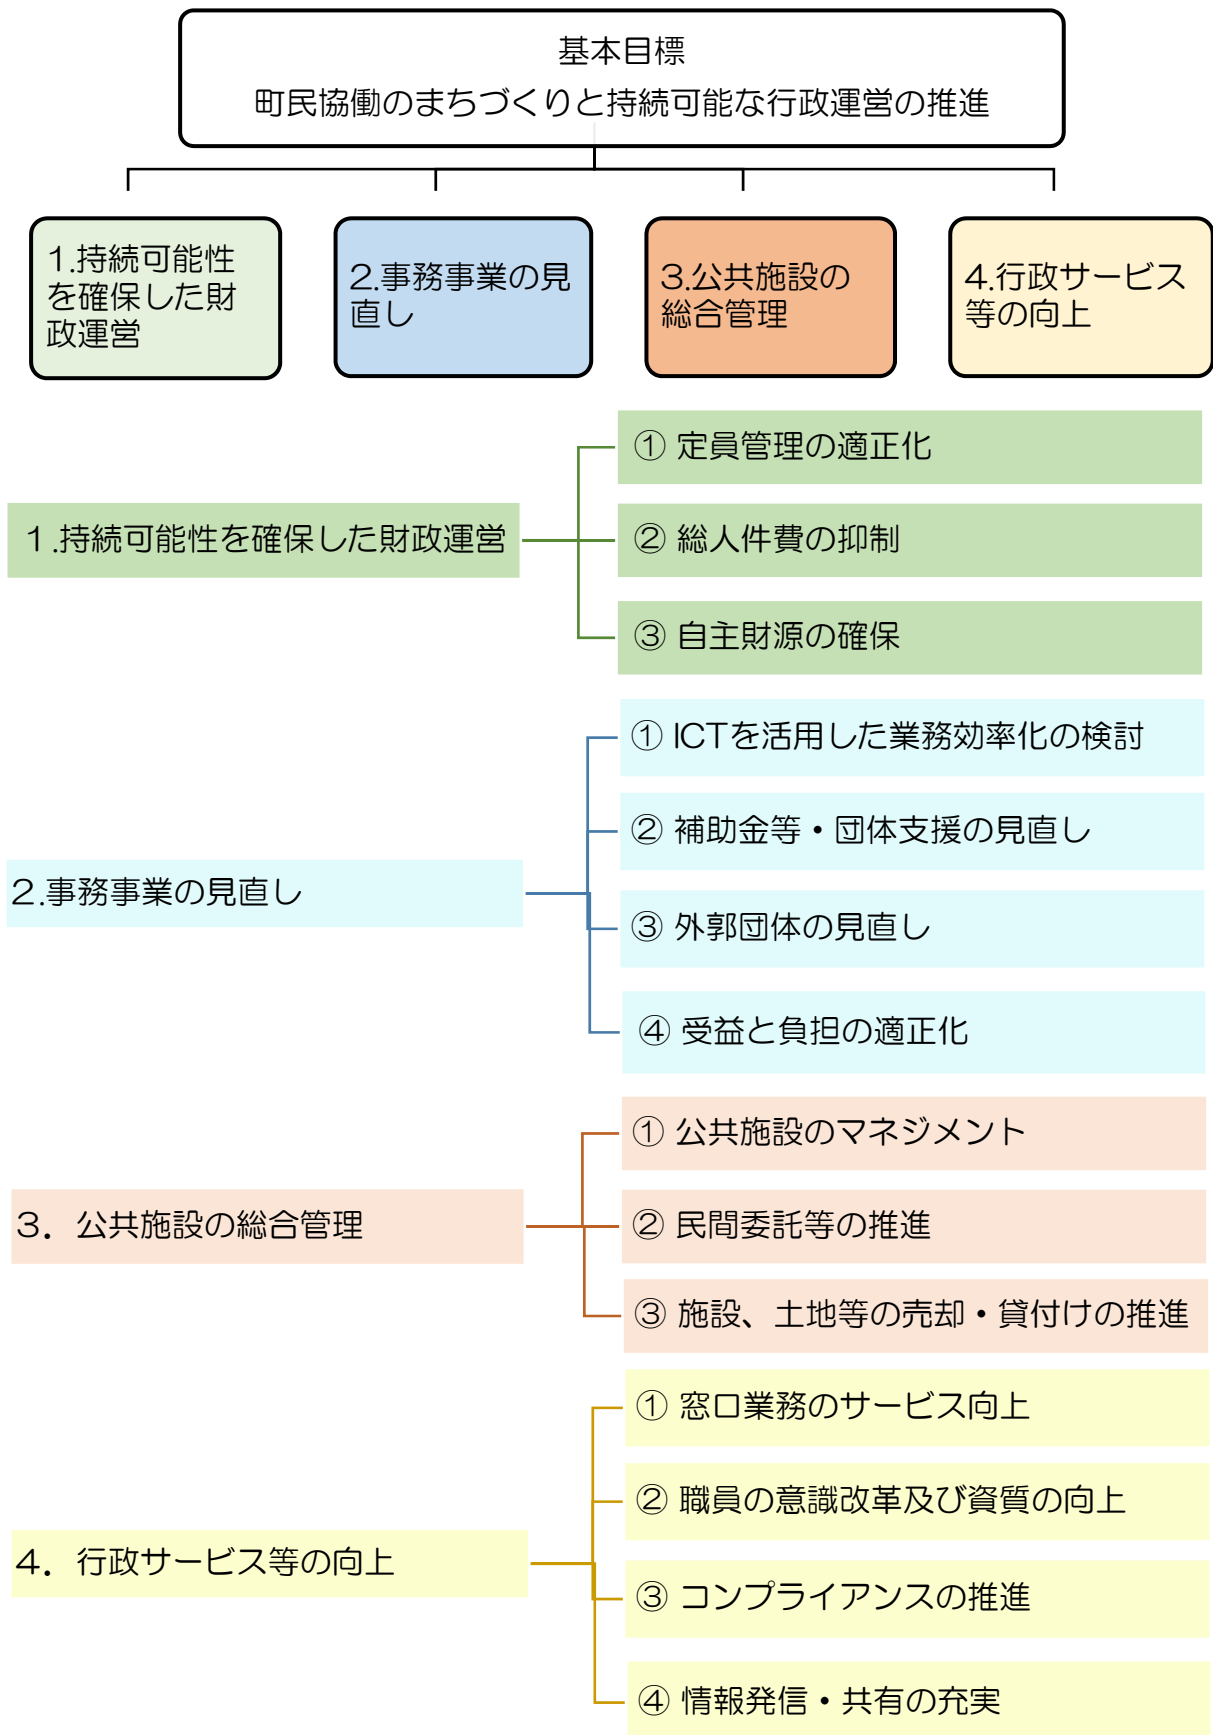 基本目標
町民協働のまちづくりと持続可能な行政運営の推進
1.持続可能性
を確保した財
政運営
2.事務事業の見
直し
3.公共施設の
総合管理
4.行政サービス
等の向上
１.持続可能性を確保した財政運営
① 定員管理の適正化
② 総人件費の抑制
③ 自主財源の確保
２.事務事業の見直し
① ICTを活用した業務効率化の検討
② 補助金等・団体支援の見直し
③ 外郭団体の見直し
④ 受益と負担の適正化
３．公共施設の総合管理
① 公共施設のマネジメント
② 民間委託等の推進
③ 施設、土地等の売却・貸付けの推進
４．行政サービス等の向上
① 窓口業務のサービス向上
② 職員の意識改革及び資質の向上
③ コンプライアンスの推進
④ 情報発信・共有の充実